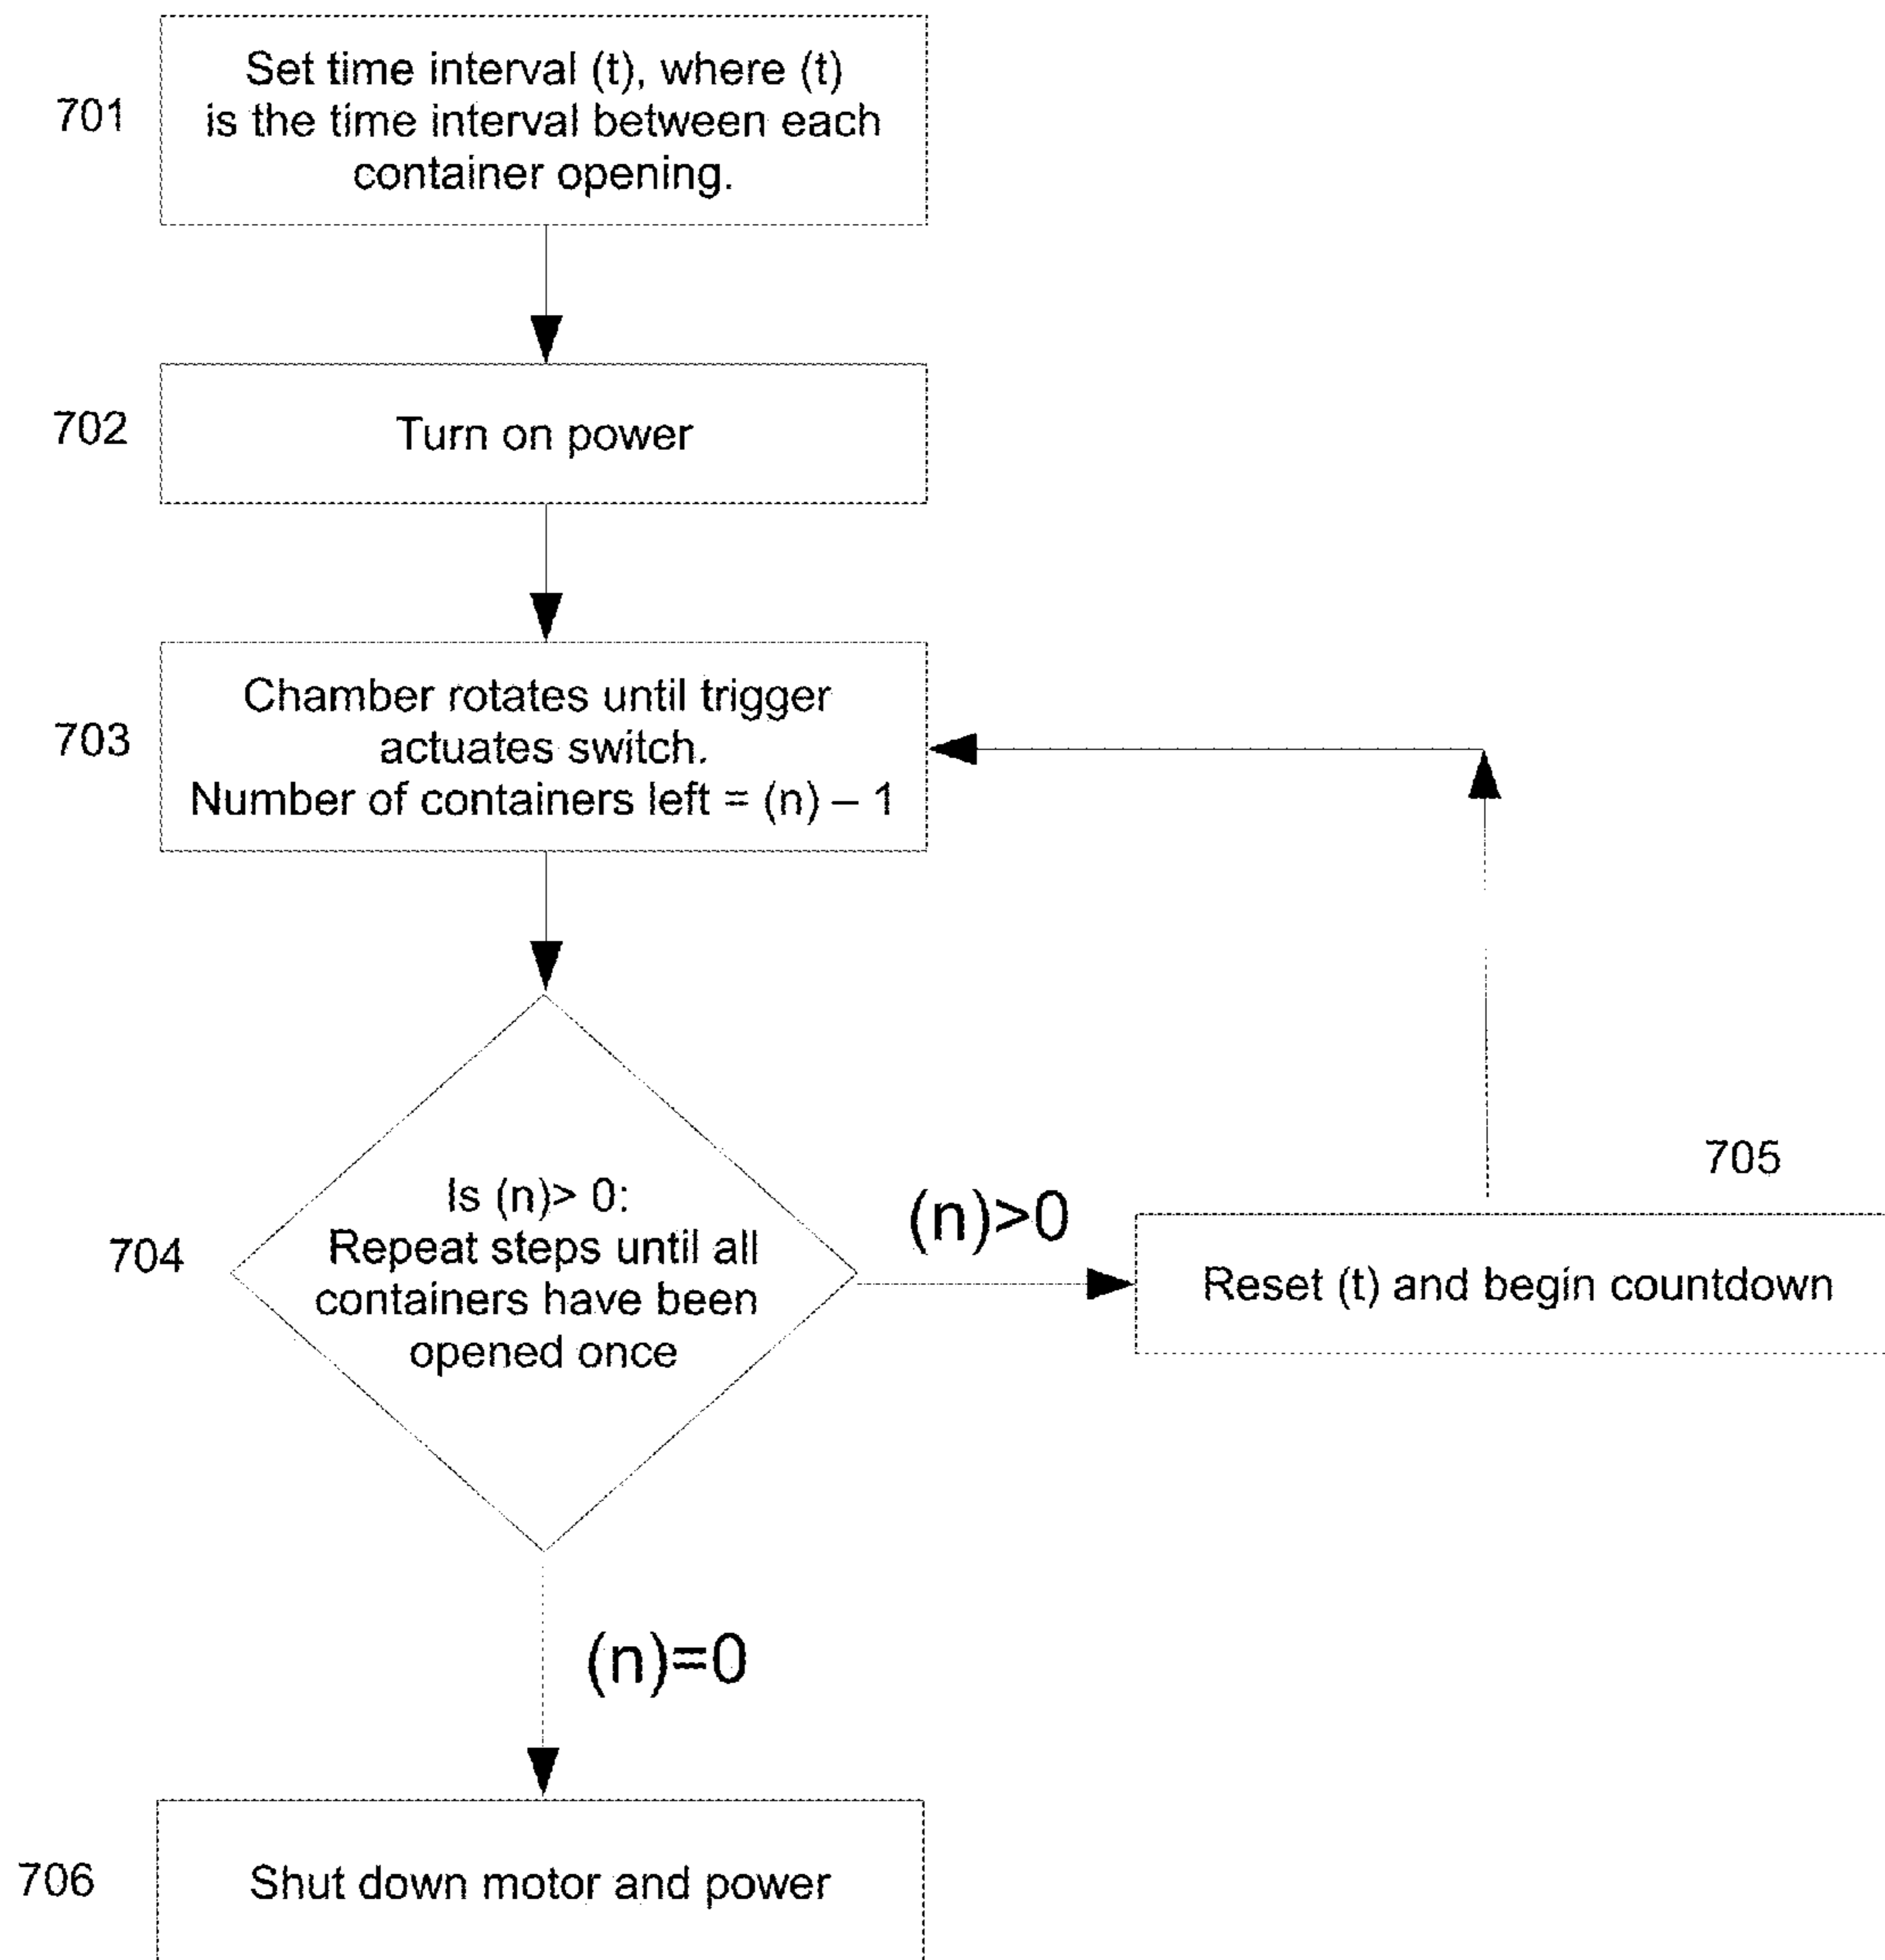 701
Set time interval (t), where (t)
is the time interval between each
container opening.
702
Turn on power
703
Chamber rotates until trigger
actuates switch.
Number of containers left = (n) – 1
704
Is (n)> 0:
Repeat steps until all
containers have been
opened once
(n)>0
705
Reset (t) and begin countdown
(n)=0
706
Shut down motor and power